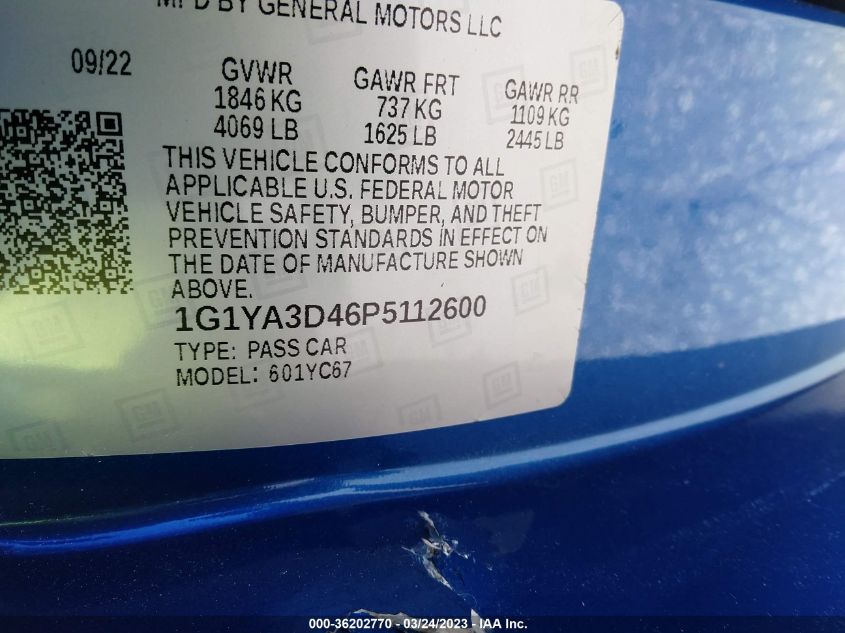 MFD BY GENERAL MOTORS LLC
09/22
GVWR
1846 KG
4069 LB
GAWR FRT
737 KG
1625 LB
GAWR RR
1109 KG
2445 LB
THIS VEHICLE CONFORMS TO ALL
APPLICABLE U.S. FEDERAL MOTOR
VEHICLE SAFETY, BUMPER, AND THEFT
PREVENTION STANDARDS IN EFFECT ON
THE DATE OF MANUFACTURE SHOWN
ABOVE.
1G1YA3D46P5112600
TYPE: PASS CAR
MODEL: 601YC67
000-36202770 - 03/24/2023 - IAA Inc.